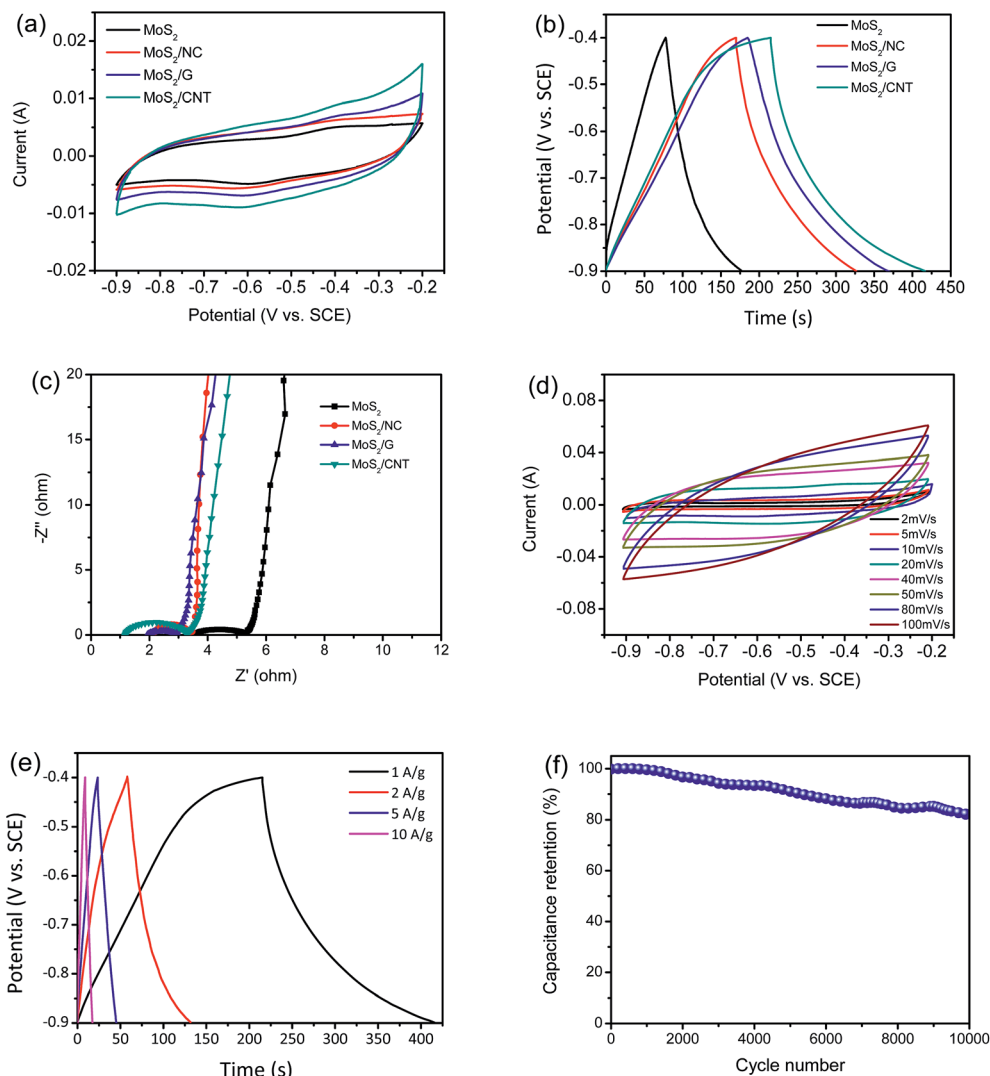 (a)
0.02
0.01
0.00
-0.01
-0.02
Current (A)
MoS2
MoS2/NC
MoS2/G
MoS2/CNT
-0.9 -0.8 -0.7 -0.6 -0.5 -0.4 -0.3 -0.2
Potential (V vs. SCE)
(b)
-0.4
-0.5
-0.6
-0.7
-0.8
-0.9
Potential (V vs. SCE)
MoS2
MoS2/NC
MoS2/G
MoS2/CNT
0 50 100 150 200 250 300 350 400 450
Time (s)
(c)
20
15
10
5
0
-Z'' (ohm)
MoS2
MoS2/NC
MoS2/G
MoS2/CNT
0 2 4 6 8 10 12
Z' (ohm)
(d)
0.08
0.04
0.00
-0.04
-0.08
Current (A)
2mV/s
5mV/s
10mV/s
20mV/s
40mV/s
50mV/s
80mV/s
100mV/s
-0.9 -0.8 -0.7 -0.6 -0.5 -0.4 -0.3 -0.2
Potential (V vs. SCE)
(e)
-0.4
-0.5
-0.6
-0.7
-0.8
-0.9
Potential (V vs. SCE)
1 A/g
2 A/g
5 A/g
10 A/g
0 50 100 150 200 250 300 350 400
Time (s)
(f)
100
80
60
40
20
0
Capacitance retention (%)
0 2000 4000 6000 8000 10000
Cycle number